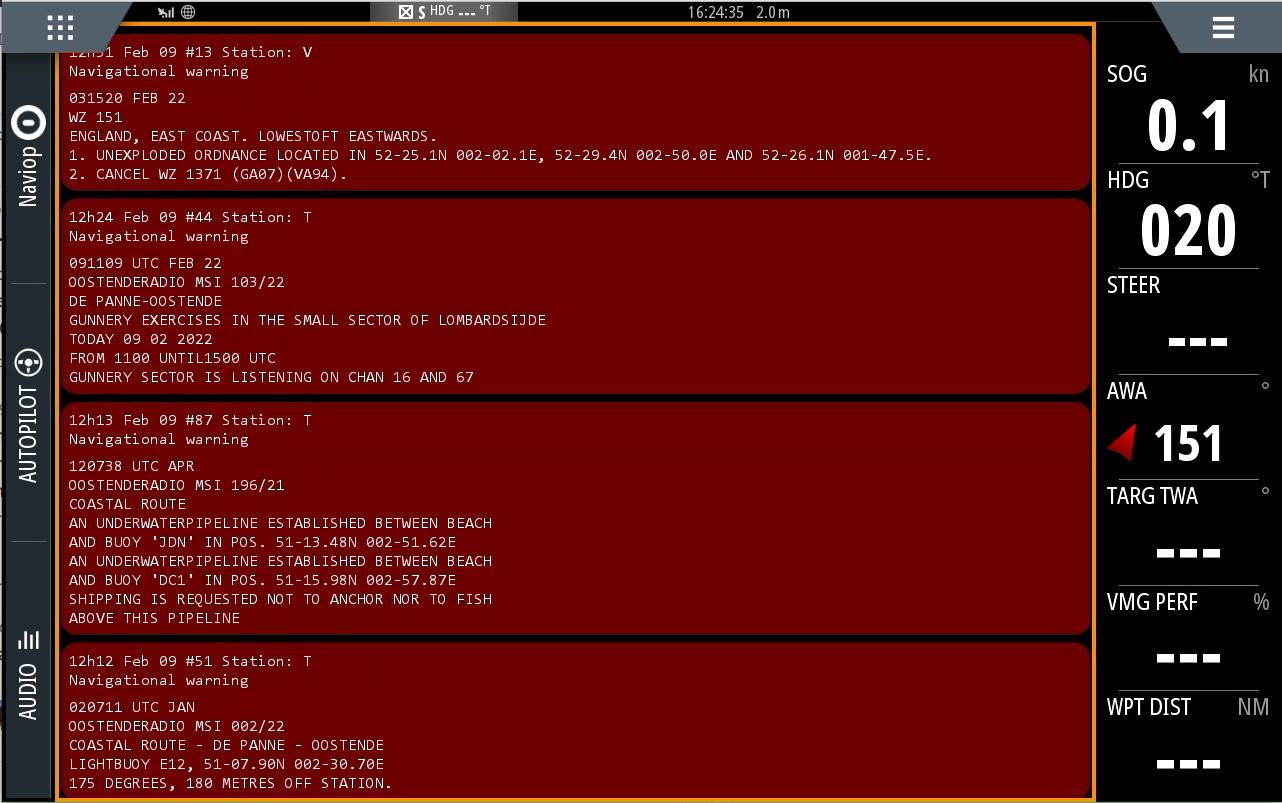 S HDG --- °T
16:24:35 2.0 m
Naviop
AUTOPILOT
AUDIO
#13 Station: V
Navigational warning
031520 FEB 22
WZ 151
ENGLAND, EAST COAST. LOWESTOFT EASTWARDS.
1. UNEXPLODED ORDNANCE LOCATED IN 52-25.1N 002-02.1E, 52-29.4N 002-50.0E AND 52-26.1N 001-47.5E.
2. CANCEL WZ 1371 (GA07)(VA94).
12h24 Feb 09 #44 Station: T
Navigational warning
091109 UTC FEB 22
OOSTENDERADIO MSI 103/22
DE PANNE-OOSTENDE
GUNNERY EXERCISES IN THE SMALL SECTOR OF LOMBARDSIJDE
TODAY 09 02 2022
FROM 1100 UNTIL1500 UTC
GUNNERY SECTOR IS LISTENING ON CHAN 16 AND 67
12h13 Feb 09 #87 Station: T
Navigational warning
120738 UTC APR
OOSTENDERADIO MSI 196/21
COASTAL ROUTE
AN UNDERWATERPIPELINE ESTABLISHED BETWEEN BEACH
AND BUOY 'JDN' IN POS. 51-13.48N 002-51.62E
AN UNDERWATERPIPELINE ESTABLISHED BETWEEN BEACH
AND BUOY 'DC1' IN POS. 51-15.98N 002-57.87E
SHIPPING IS REQUESTED NOT TO ANCHOR NOR TO FISH
ABOVE THIS PIPELINE
12h12 Feb 09 #51 Station: T
Navigational warning
020711 UTC JAN
OOSTENDERADIO MSI 002/22
COASTAL ROUTE - DE PANNE - OOSTENDE
LIGHTBUOY E12, 51-07.90N 002-30.70E
175 DEGREES, 180 METRES OFF STATION.
SOG kn
0.1
HDG °T
020
STEER
---
AWA °
151
TARG TWA °
---
VMG PERF %
---
WPT DIST NM
---